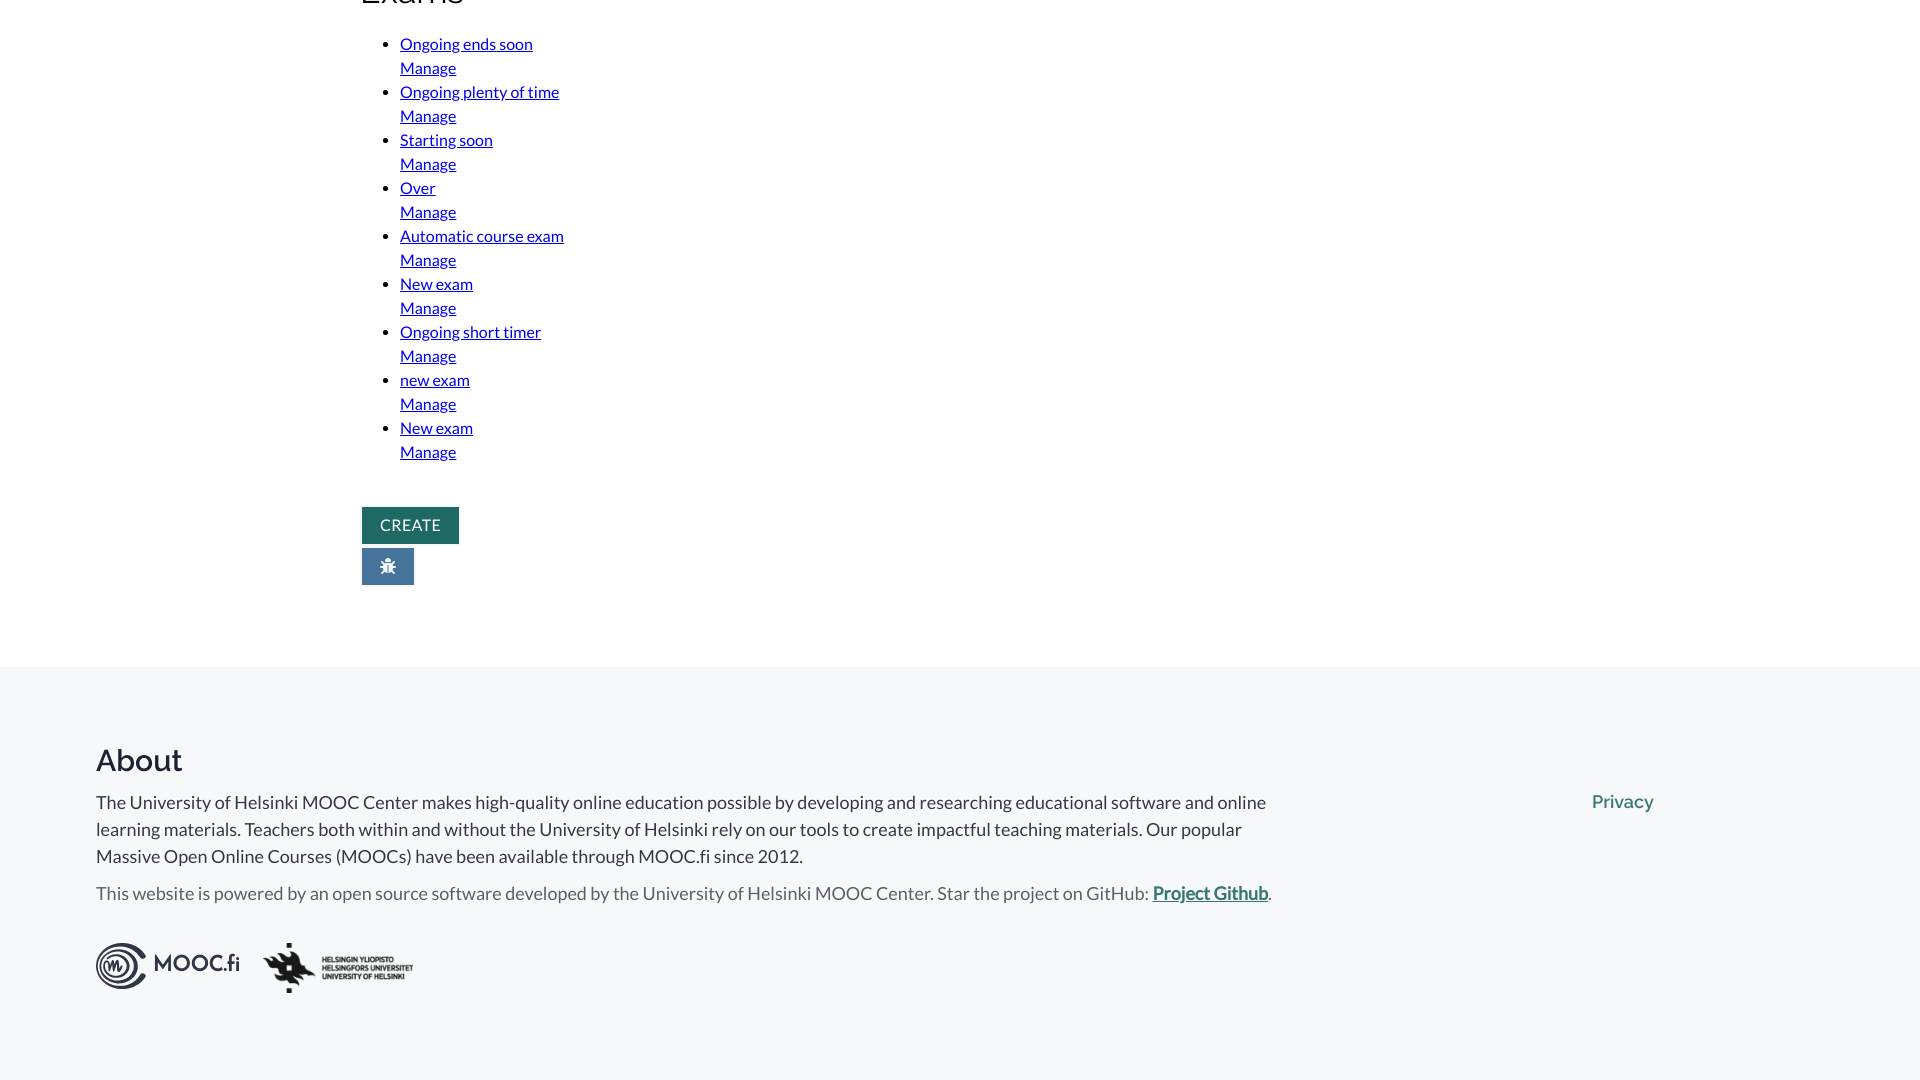 Exams
Ongoing ends soon
Manage
Ongoing plenty of time
Manage
Starting soon
Manage
Over
Manage
Automatic course exam
Manage
New exam
Manage
Ongoing short timer
Manage
new exam
Manage
New exam
Manage
CREATE
About
The University of Helsinki MOOC Center makes high-quality online education possible by developing and researching educational software and online
learning materials. Teachers both within and without the University of Helsinki rely on our tools to create impactful teaching materials. Our popular
Massive Open Online Courses (MOOCs) have been available through MOOC.fi since 2012.
Privacy
This website is powered by an open source software developed by the University of Helsinki MOOC Center. Star the project on GitHub: Project Github.
MOOC.fi
HELSINGIN YLIOPISTO
HELSINGFORS UNIVERSITET
UNIVERSITY OF HELSINKI